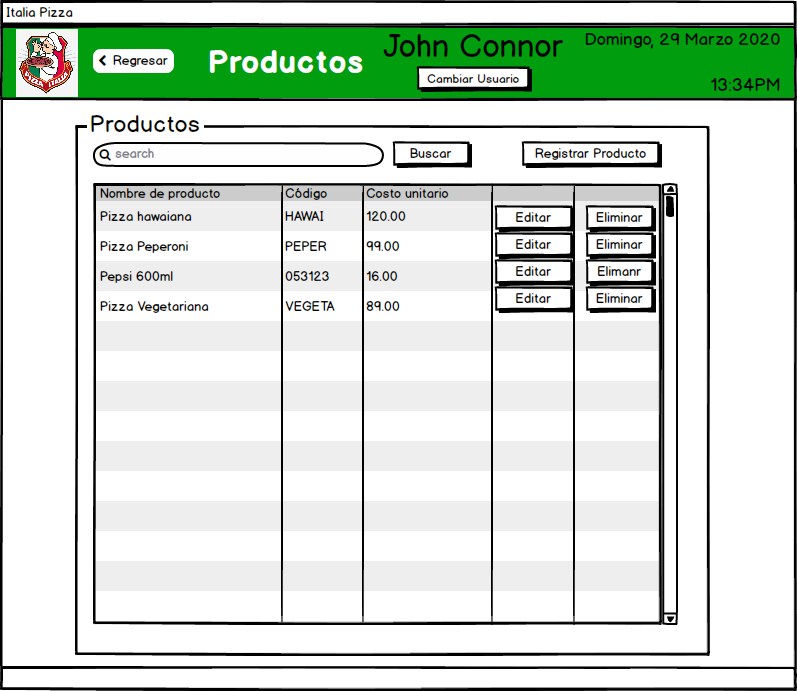 Italia Pizza
Regresar
Productos
John Connor
Cambiar Usuario
Domingo, 29 Marzo 2020
13:34PM
Productos
search
Buscar
Registrar Producto
Nombre de producto Código Costo unitario
Pizza hawaiana HAWAI 120.00 Editar Eliminar
Pizza Peperoni PEPER 99.00 Editar Eliminar
Pepsi 600ml 053123 16.00 Editar Elimanr
Pizza Vegetariana VEGETA 89.00 Editar Eliminar